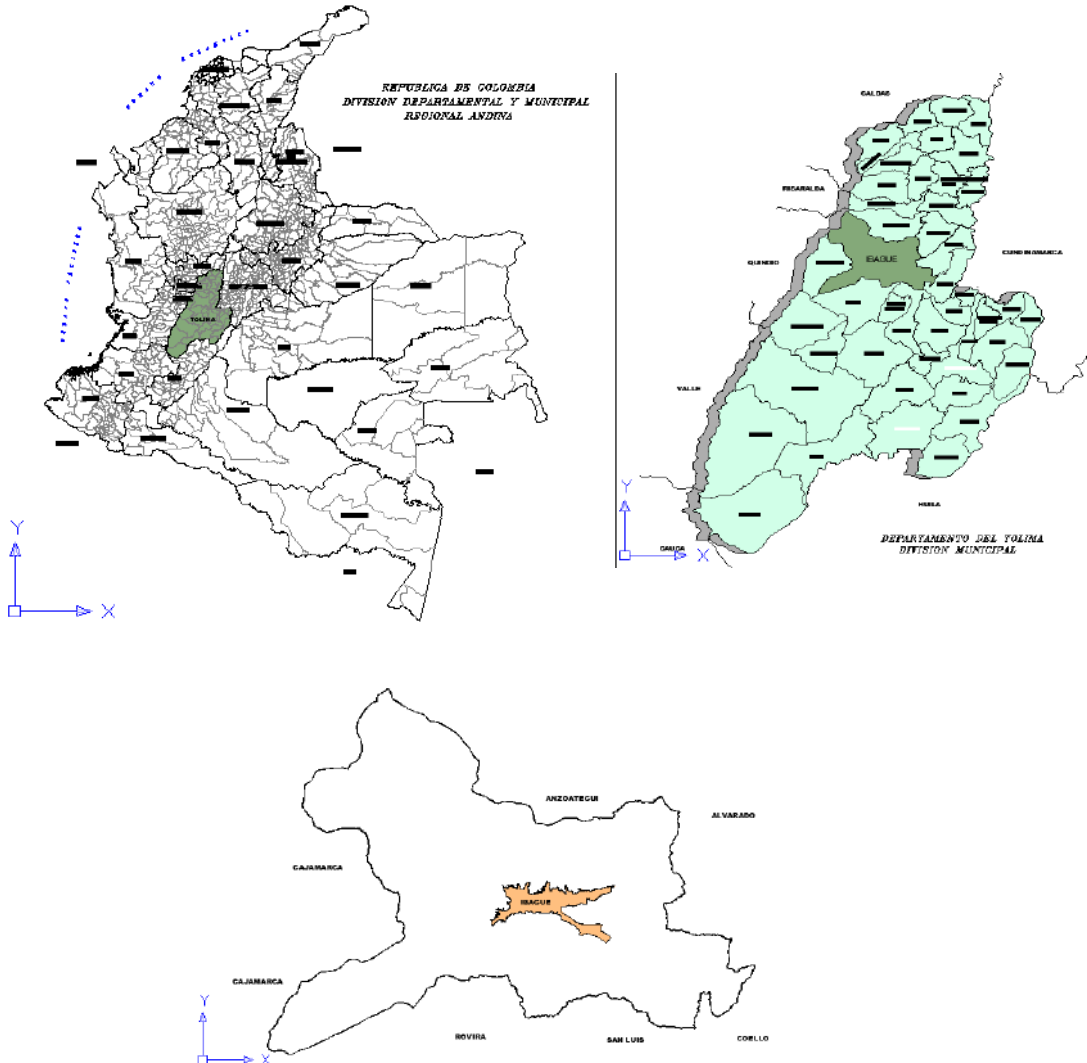 REPUBLICA DE COLOMBIA
DIVISION DEPARTAMENTAL Y MUNICIPAL
REGIONAL ANDINA
TOLIMA
Y
X
CALDAS
RISARALDA
QUINDIO
CUNDINAMARCA
IBAGUE
VALLE
HUILA
CAUCA
Y
X
DEPARTAMENTO DEL TOLIMA
DIVISION MUNICIPAL
ANZOATEGUI
ALVARADO
CAJAMARCA
IBAGUE
CAJAMARCA
ROVIRA
SAN LUIS
COELLO
Y
X